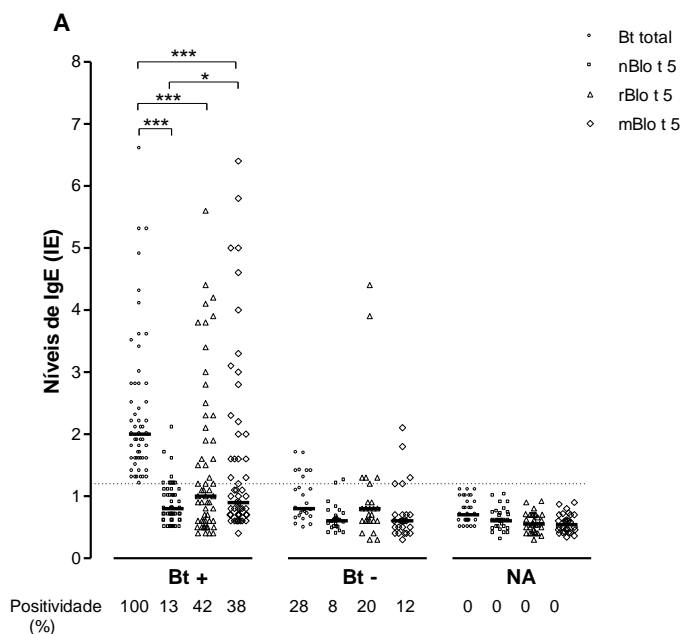 A
Bt total
nBlo t 5
rBlo t 5
mBlo t 5
***
*
***
***
Níveis de IgE (IE)
8
7
6
5
4
3
2
1
0
Bt +
Bt -
NA
Positividade
(%)
100 13 42 38 28 8 20 12 0 0 0 0